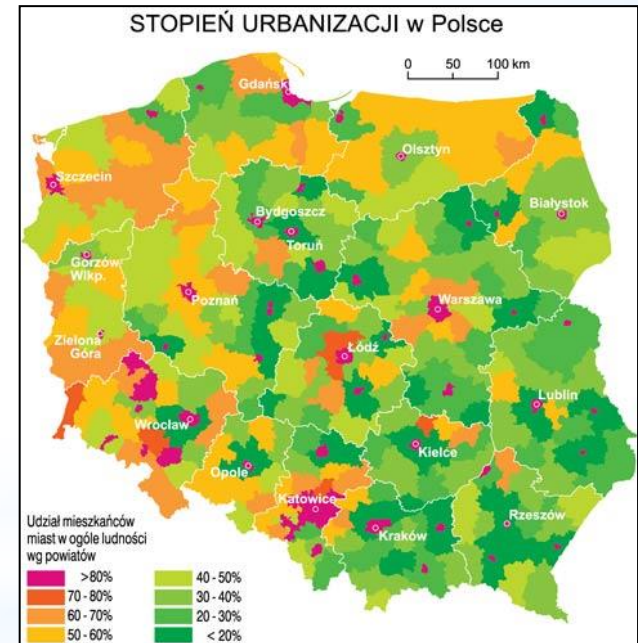 STOPIEŃ URBANIZACJI w Polsce
0 50 100 km
Gdańsk
Olsztyn
Szczecin
Białystok
Bydgoszcz
Toruń
Gorzów
Wlkp.
Poznań
Warszawa
Zielona
Góra
Łódź
Lublin
Wrocław
Kielce
Opole
Katowice
Rzeszów
Kraków
Udział mieszkańców
miast w ogóle ludności
wg powiatów
>80% 40 - 50%
70 - 80% 30 - 40%
60 - 70% 20 - 30%
50 - 60% < 20%